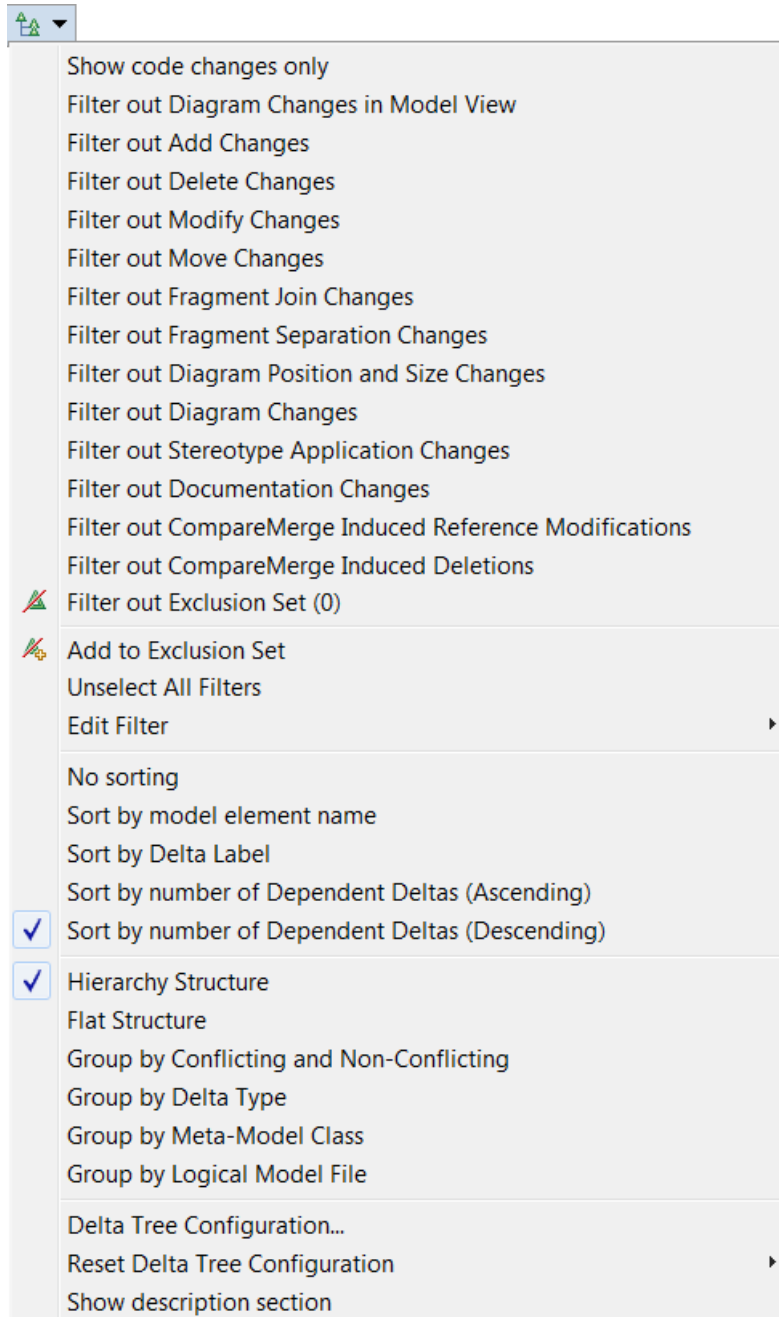 Show code changes only
Filter out Diagram Changes in Model View
Filter out Add Changes
Filter out Delete Changes
Filter out Modify Changes
Filter out Move Changes
Filter out Fragment Join Changes
Filter out Fragment Separation Changes
Filter out Diagram Position and Size Changes
Filter out Diagram Changes
Filter out Stereotype Application Changes
Filter out Documentation Changes
Filter out CompareMerge Induced Reference Modifications
Filter out CompareMerge Induced Deletions
Filter out Exclusion Set (0)
Add to Exclusion Set
Unselect All Filters
Edit Filter
No sorting
Sort by model element name
Sort by Delta Label
Sort by number of Dependent Deltas (Ascending)
Sort by number of Dependent Deltas (Descending)
Hierarchy Structure
Flat Structure
Group by Conflicting and Non-Conflicting
Group by Delta Type
Group by Meta-Model Class
Group by Logical Model File
Delta Tree Configuration...
Reset Delta Tree Configuration
Show description section